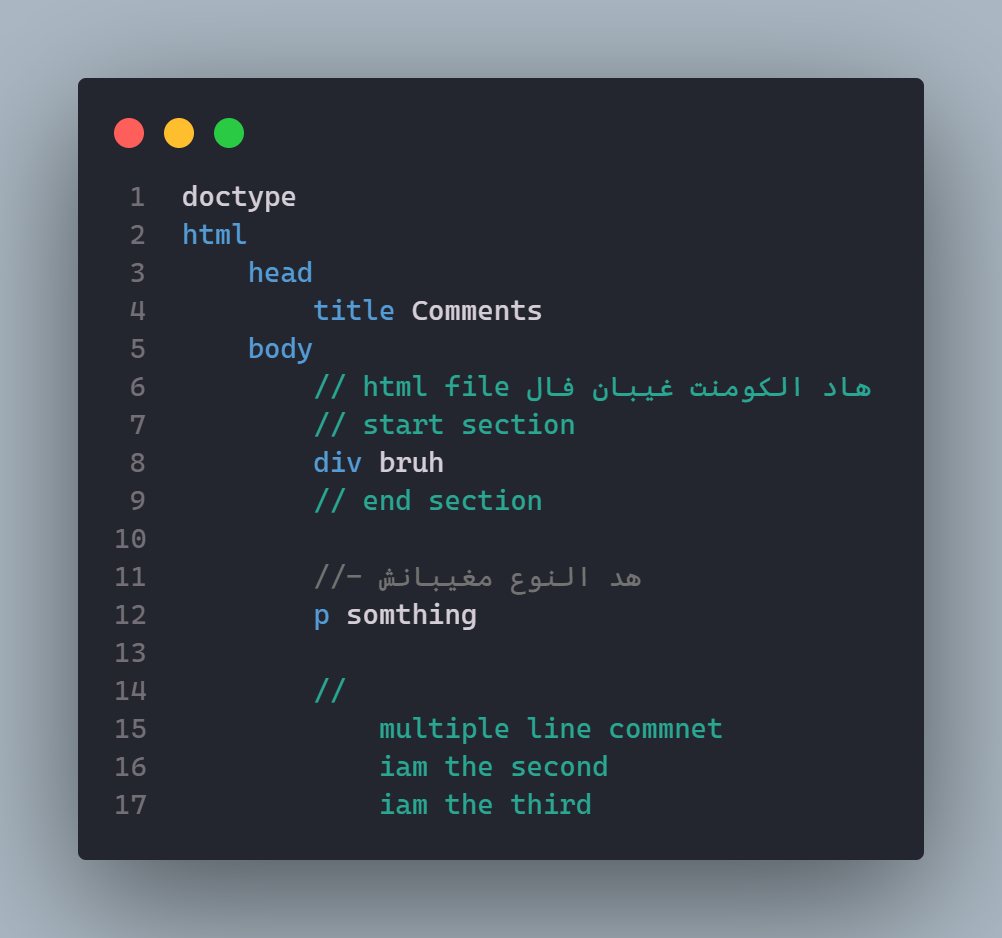 1 doctype
2 html
3 head
4 title Comments
5 body
6 // html file هاد الكومنت غيبان فال
7 // start section
8 div bruh
9 // end section
10
11 //- هد النوع مغيبانش
12 p somthing
13
14 //
15 multiple line commnet
16 iam the second
17 iam the third